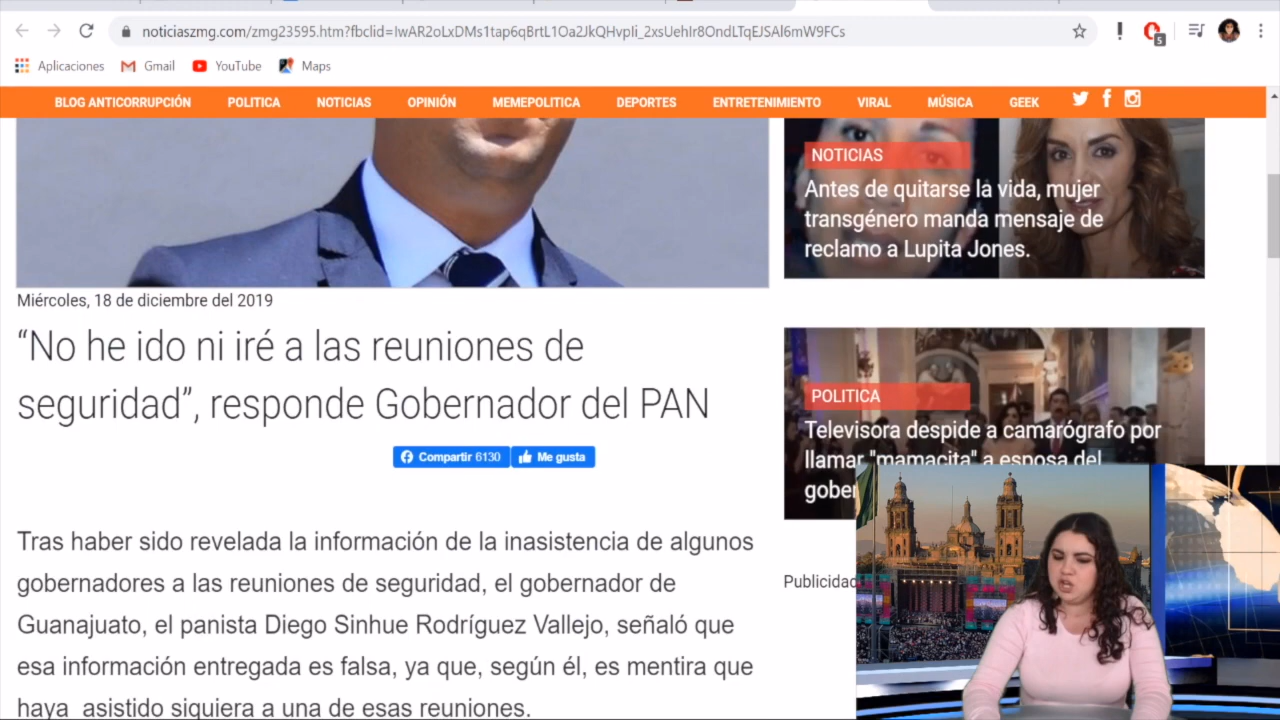 noticiaszmg.com/zmg23595.htm?fbclid=IwAR2oLxDMs1tap6qBrtL1Oa2JkQHvpIi_2xsUehIr8OndLTqEJSAl6mW9FCs
5
Aplicaciones Gmail YouTube Maps
BLOG ANTICORRUPCIÓN POLITICA NOTICIAS OPINIÓN MEMEPOLITICA DEPORTES ENTRETENIMIENTO VIRAL MÚSICA GEEK
Miércoles, 18 de diciembre del 2019
“No he ido ni iré a las reuniones de
seguridad”, responde Gobernador del PAN
Compartir 6130 Me gusta
Tras haber sido revelada la información de la inasistencia de algunos
gobernadores a las reuniones de seguridad, el gobernador de
Guanajuato, el panista Diego Sinhue Rodríguez Vallejo, señaló que
esa información entregada es falsa, ya que, según él, es mentira que
haya asistido siquiera a una de esas reuniones.
NOTICIAS
Antes de quitarse la vida, mujer
transgénero manda mensaje de
reclamo a Lupita Jones.
POLITICA
Televisora despide a camarógrafo por
llamar "mamacita" a esposa del
gober
Publicidad